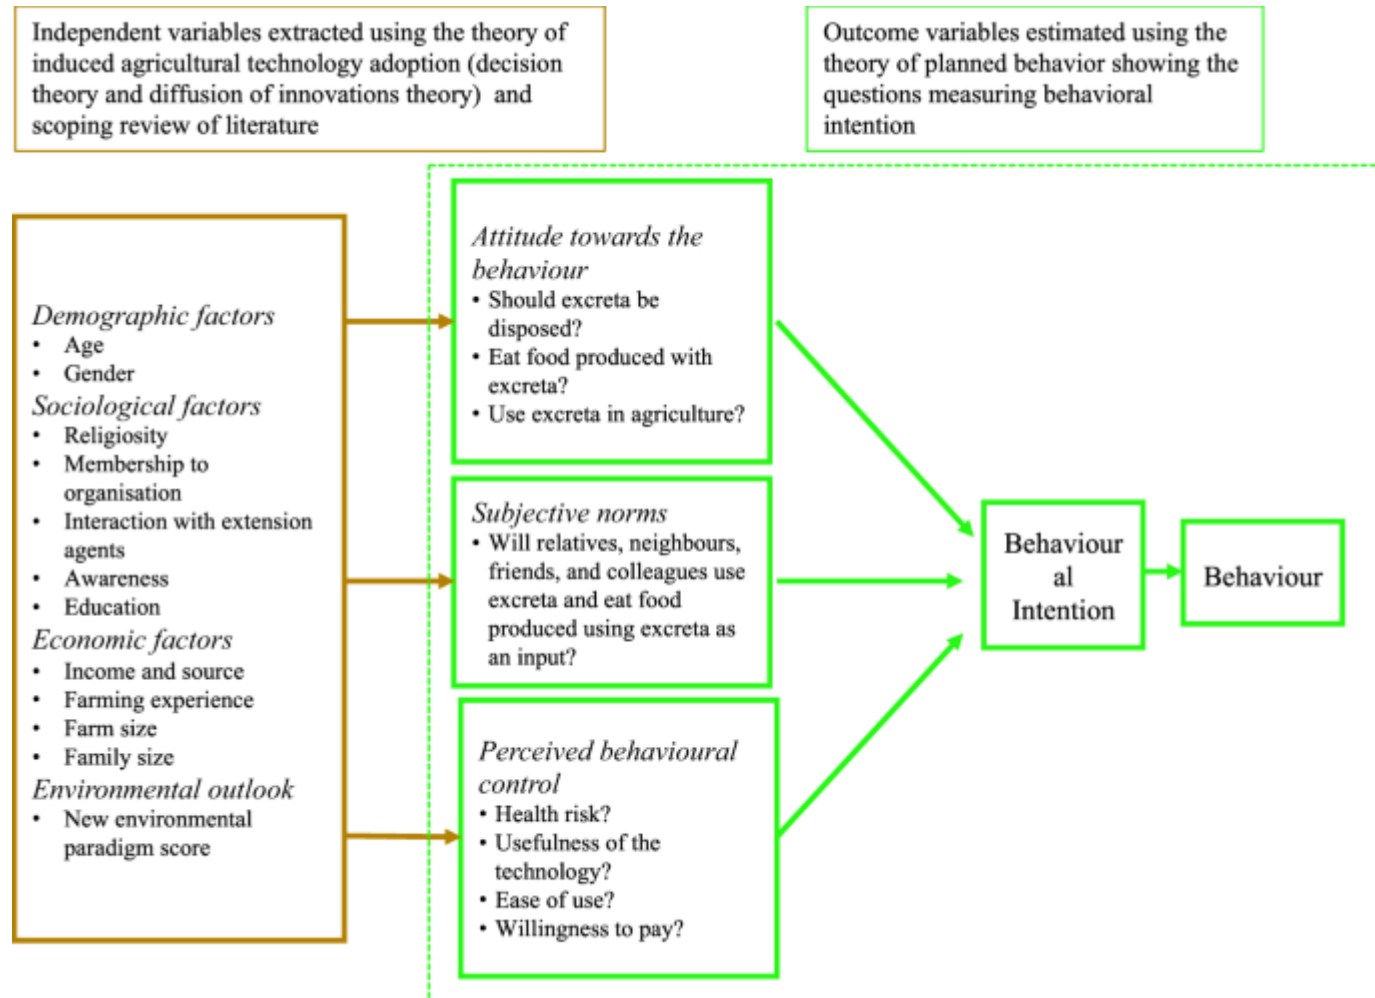 Independent variables extracted using the theory of
induced agricultural technology adoption (decision
theory and diffusion of innovations theory) and
scoping review of literature
Outcome variables estimated using the
theory of planned behavior showing the
questions measuring behavioral
intention
Demographic factors
• Age
• Gender
Sociological factors
• Religiosity
• Membership to
organisation
• Interaction with extension
agents
• Awareness
• Education
Economic factors
• Income and source
• Farming experience
• Farm size
• Family size
Environmental outlook
• New environmental
paradigm score
Attitude towards the
behaviour
• Should excreta be
disposed?
• Eat food produced with
excreta?
• Use excreta in agriculture?
Subjective norms
• Will relatives, neighbours,
friends, and colleagues use
excreta and eat food
produced using excreta as
an input?
Perceived behavioural
control
• Health risk?
• Usefulness of the
technology?
• Ease of use?
• Willingness to pay?
Behaviour
al
Intention
Behaviour